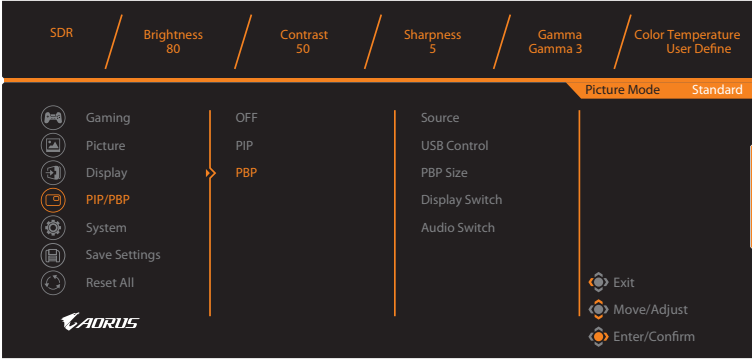 SDR
Brightness
80
Contrast
50
Sharpness
5
Gamma
Gamma 3
Color Temperature
User Define
Picture Mode Standard
Gaming
Picture
Display
PIP/PBP
System
Save Settings
Reset All
OFF
PIP
PBP
Source
USB Control
PBP Size
Display Switch
Audio Switch
Exit
Move/Adjust
Enter/Confirm
AORUS